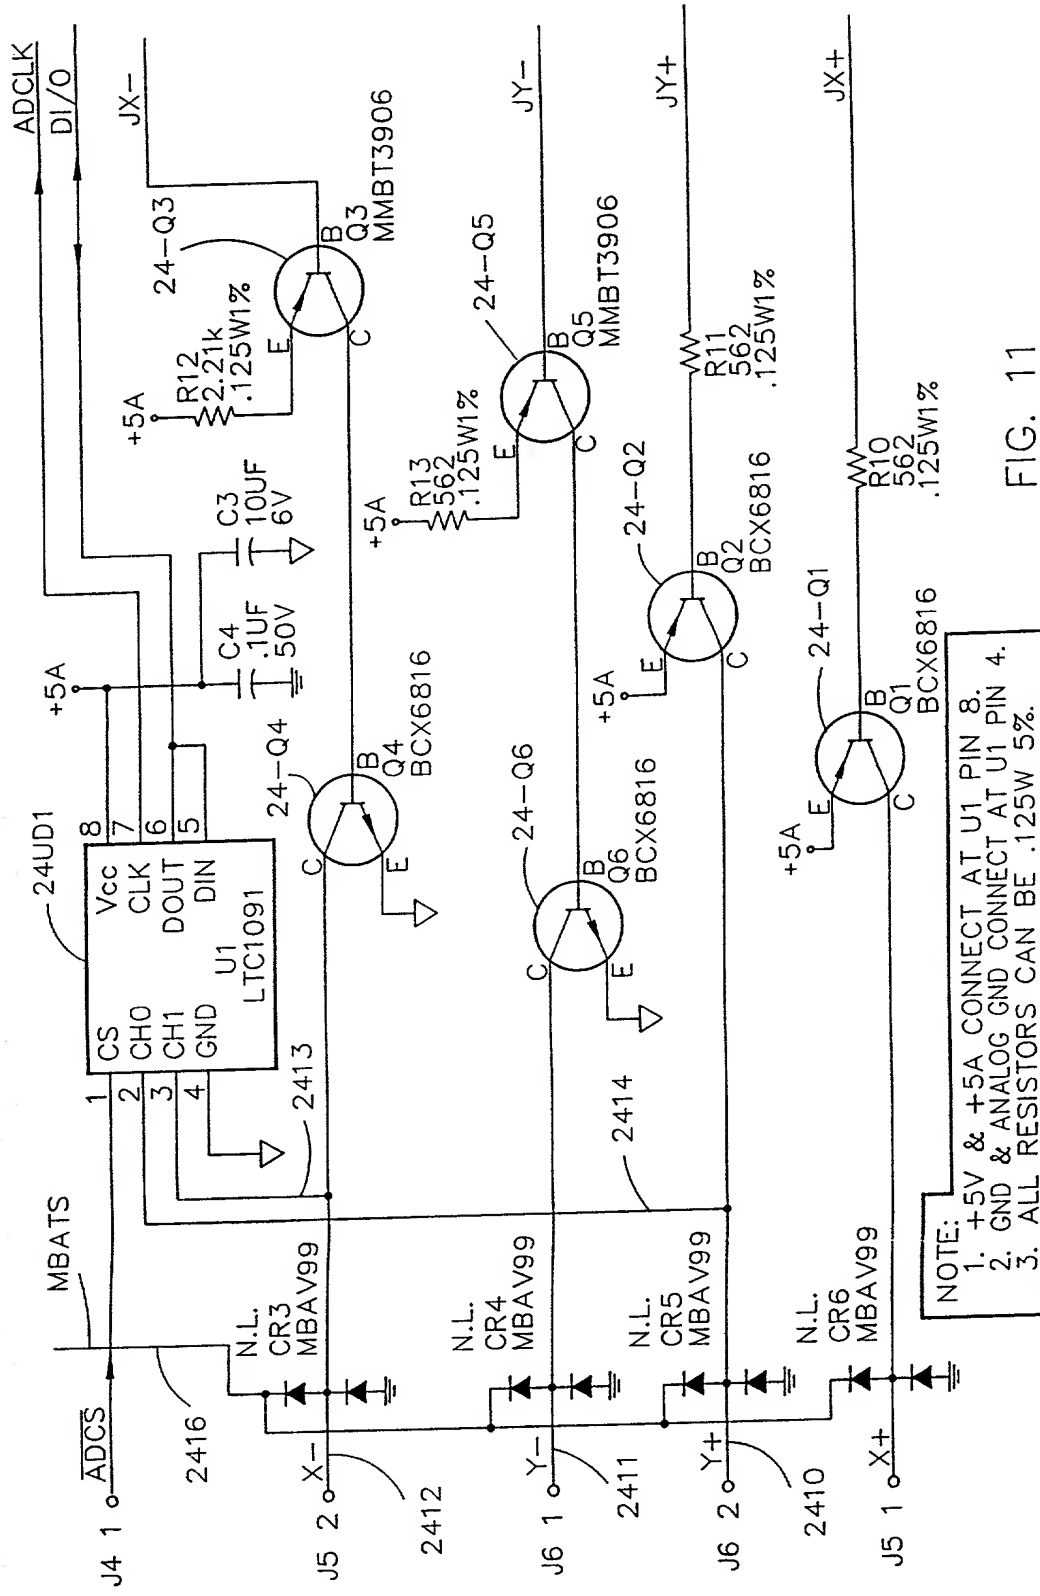 ADCLK
DI/O
JX-
JY-
JY+
JX+
MBATS
24UD1
+5A
ADCS
J4 1
2416
1 CS
2 CH0
3 CH1
4 GND
Vcc 8
CLK 7
DOUT 6
DIN 5
U1
LTC1091
C4
.1UF
50V
C3
10UF
6V
+5A
R12
2.21k
.125W1%
24-Q3
E
B
C
Q3
MMBT3906
24-Q4
C
B
E
Q4
BCX6816
2413
N.L.
CR3
MBAV99
J5 2
X-
2412
+5A
R13
562
.125W1%
24-Q5
E
B
C
Q5
MMBT3906
24-Q6
C
B
E
Q6
BCX6816
2414
N.L.
CR4
MBAV99
J6 1
Y-
2411
R11
562
.125W1%
24-Q2
+5A
E
B
C
Q2
BCX6816
N.L.
CR5
MBAV99
J6 2
Y+
2410
R10
562
.125W1%
24-Q1
+5A
E
B
C
Q1
BCX6816
N.L.
CR6
MBAV99
J5 1
X+
NOTE:
1. +5V & +5A CONNECT AT U1 PIN 8.
2. GND & ANALOG GND CONNECT AT U1 PIN 4.
3. ALL RESISTORS CAN BE .125W 5%.
FIG. 11